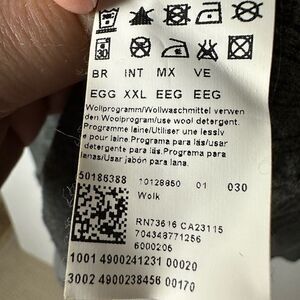 30
BR INT MX VE
EGG XXL EEG EEG
Wollprogramm/Wollwaschmittel verwen
den Woolprogram/use wool detergent.
Programme laine/Utiliser une lessiv
e pour laine Programa para lãs/usar
detergente para lãs.Programa para
lanas/Usar jabón para lana.
50186388 10128650 01 030
Wolk
RN73616 CA23115
704348771256
6000206
1001 4900241231 00020
3002 4900238456 00170